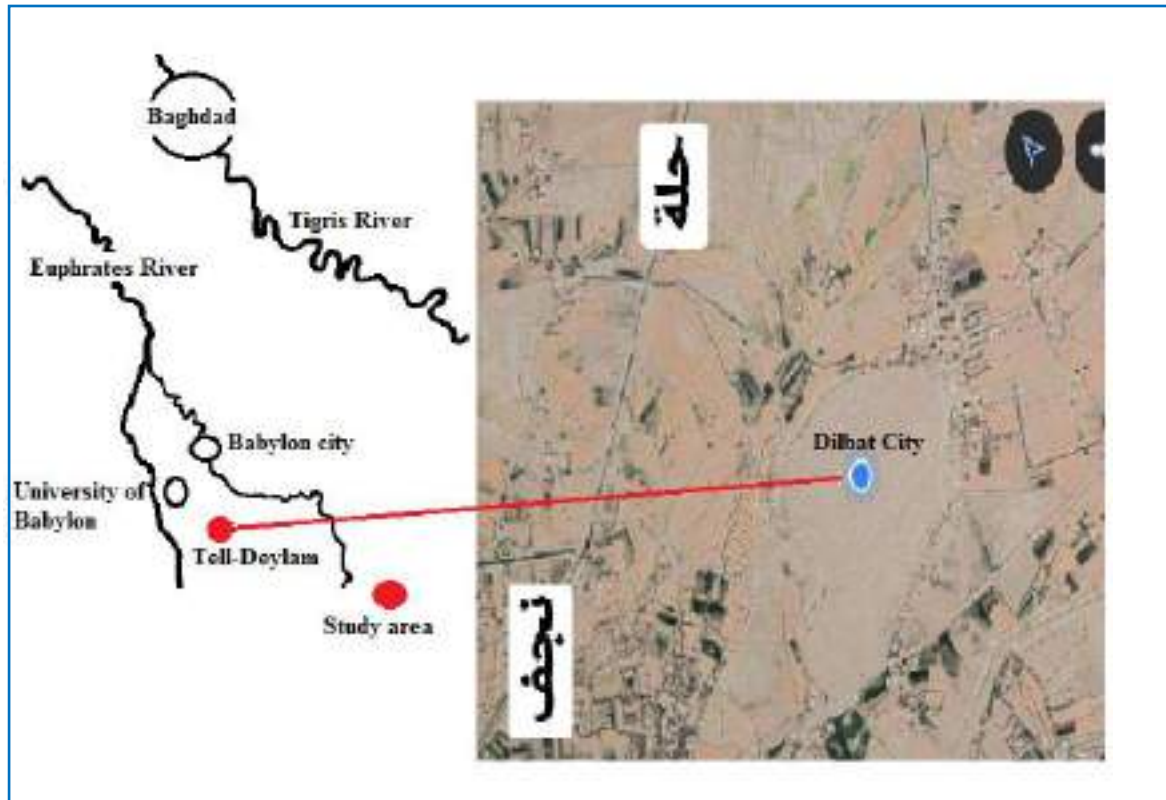 Baghdad
Tigris River
Euphrates River
Babylon city
University of
Babylon
Tell-Deylam
Study area
حلة
Dilbat City
نجف